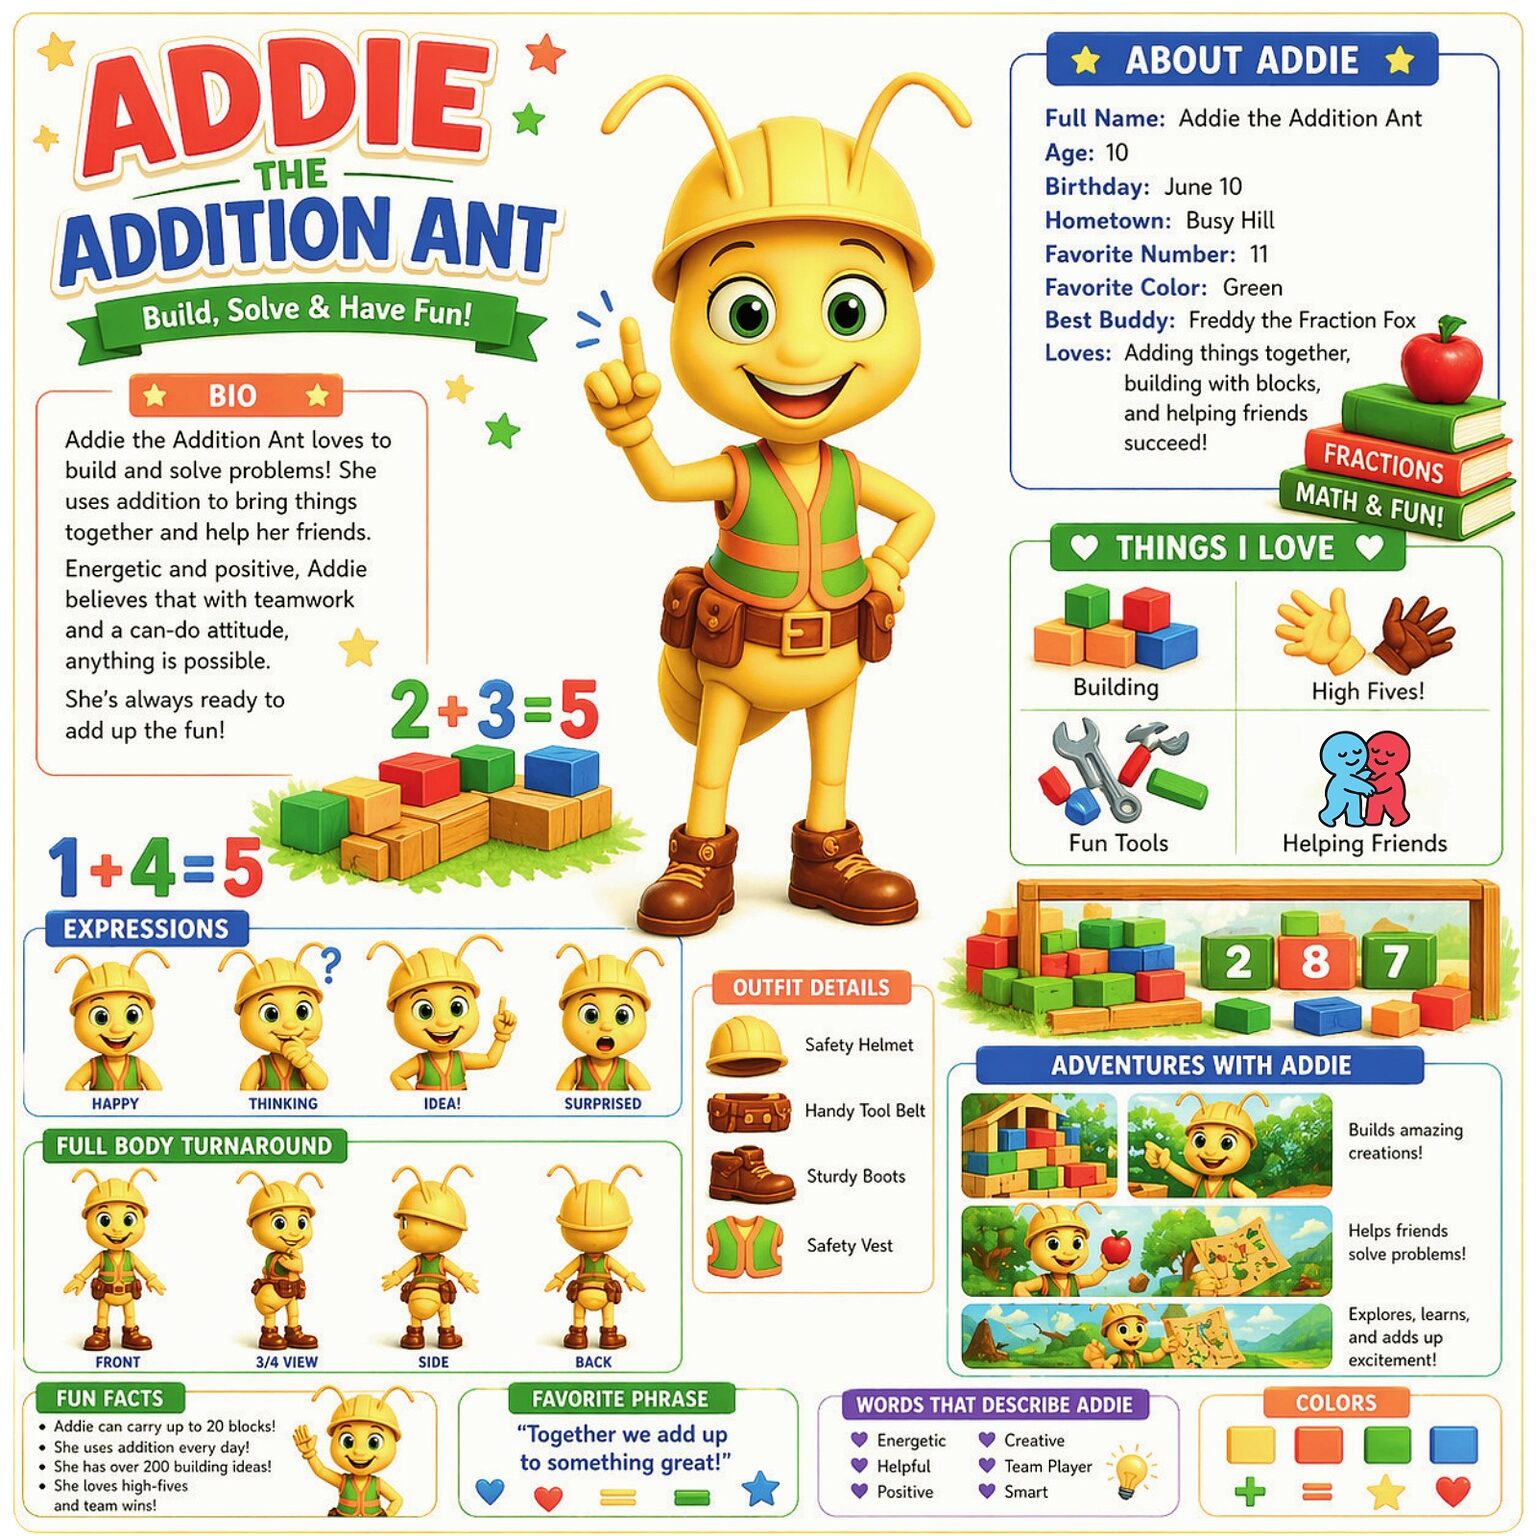 ADDIE
THE
ADDITION ANT
Build, Solve & Have Fun!
BIO
Addie the Addition Ant loves to
build and solve problems! She
uses addition to bring things
together and help her friends.
Energetic and positive, Addie
believes that with teamwork
and a can-do attitude,
anything is possible.
She's always ready to
add up the fun!
2+3=5
1+4=5
ABOUT ADDIE
Full Name: Addie the Addition Ant
Age: 10
Birthday: June 10
Hometown: Busy Hill
Favorite Number: 11
Favorite Color: Green
Best Buddy: Freddy the Fraction Fox
Loves: Adding things together,
building with blocks,
and helping friends
succeed!
FRACTIONS
MATH & FUN!
THINGS I LOVE
Building
High Fives!
Fun Tools
Helping Friends
2 8 7
EXPRESSIONS
?
HAPPY
THINKING
IDEA!
SURPRISED
FULL BODY TURNAROUND
FRONT
3/4 VIEW
SIDE
BACK
OUTFIT DETAILS
Safety Helmet
Handy Tool Belt
Sturdy Boots
Safety Vest
ADVENTURES WITH ADDIE
Builds amazing
creations!
Helps friends
solve problems!
Explores, learns,
and adds up
excitement!
FUN FACTS
• Addie can carry up to 20 blocks!
• She uses addition every day!
• She has over 200 building ideas!
• She loves high-fives
and team wins!
FAVORITE PHRASE
"Together we add up
to something great!"
= =
WORDS THAT DESCRIBE ADDIE
Energetic
Helpful
Positive
Creative
Team Player
Smart
COLORS
+ =